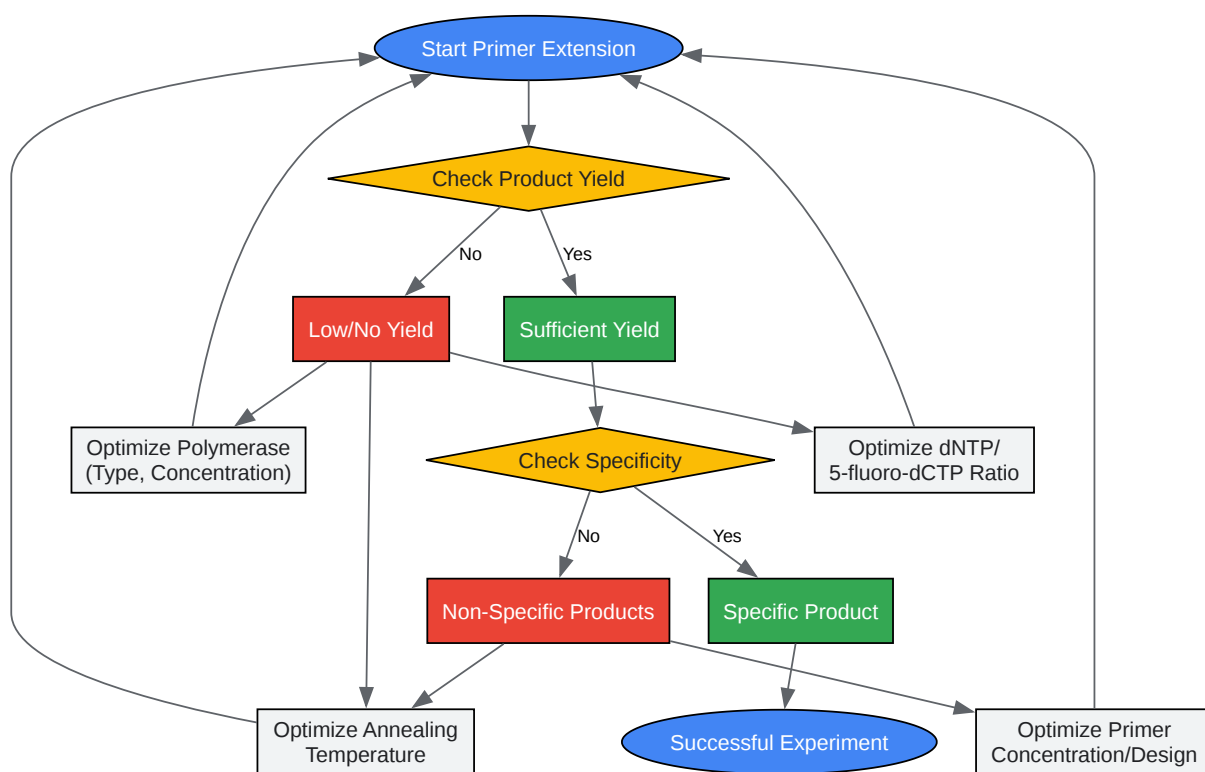 Start Primer Extension
Check Product Yield
No
Yes
Low/No Yield
Sufficient Yield
Optimize Polymerase
(Type, Concentration)
Check Specificity
Optimize dNTP/
5-fluoro-dCTP Ratio
No
Yes
Non-Specific Products
Specific Product
Optimize Annealing
Temperature
Successful Experiment
Optimize Primer
Concentration/Design